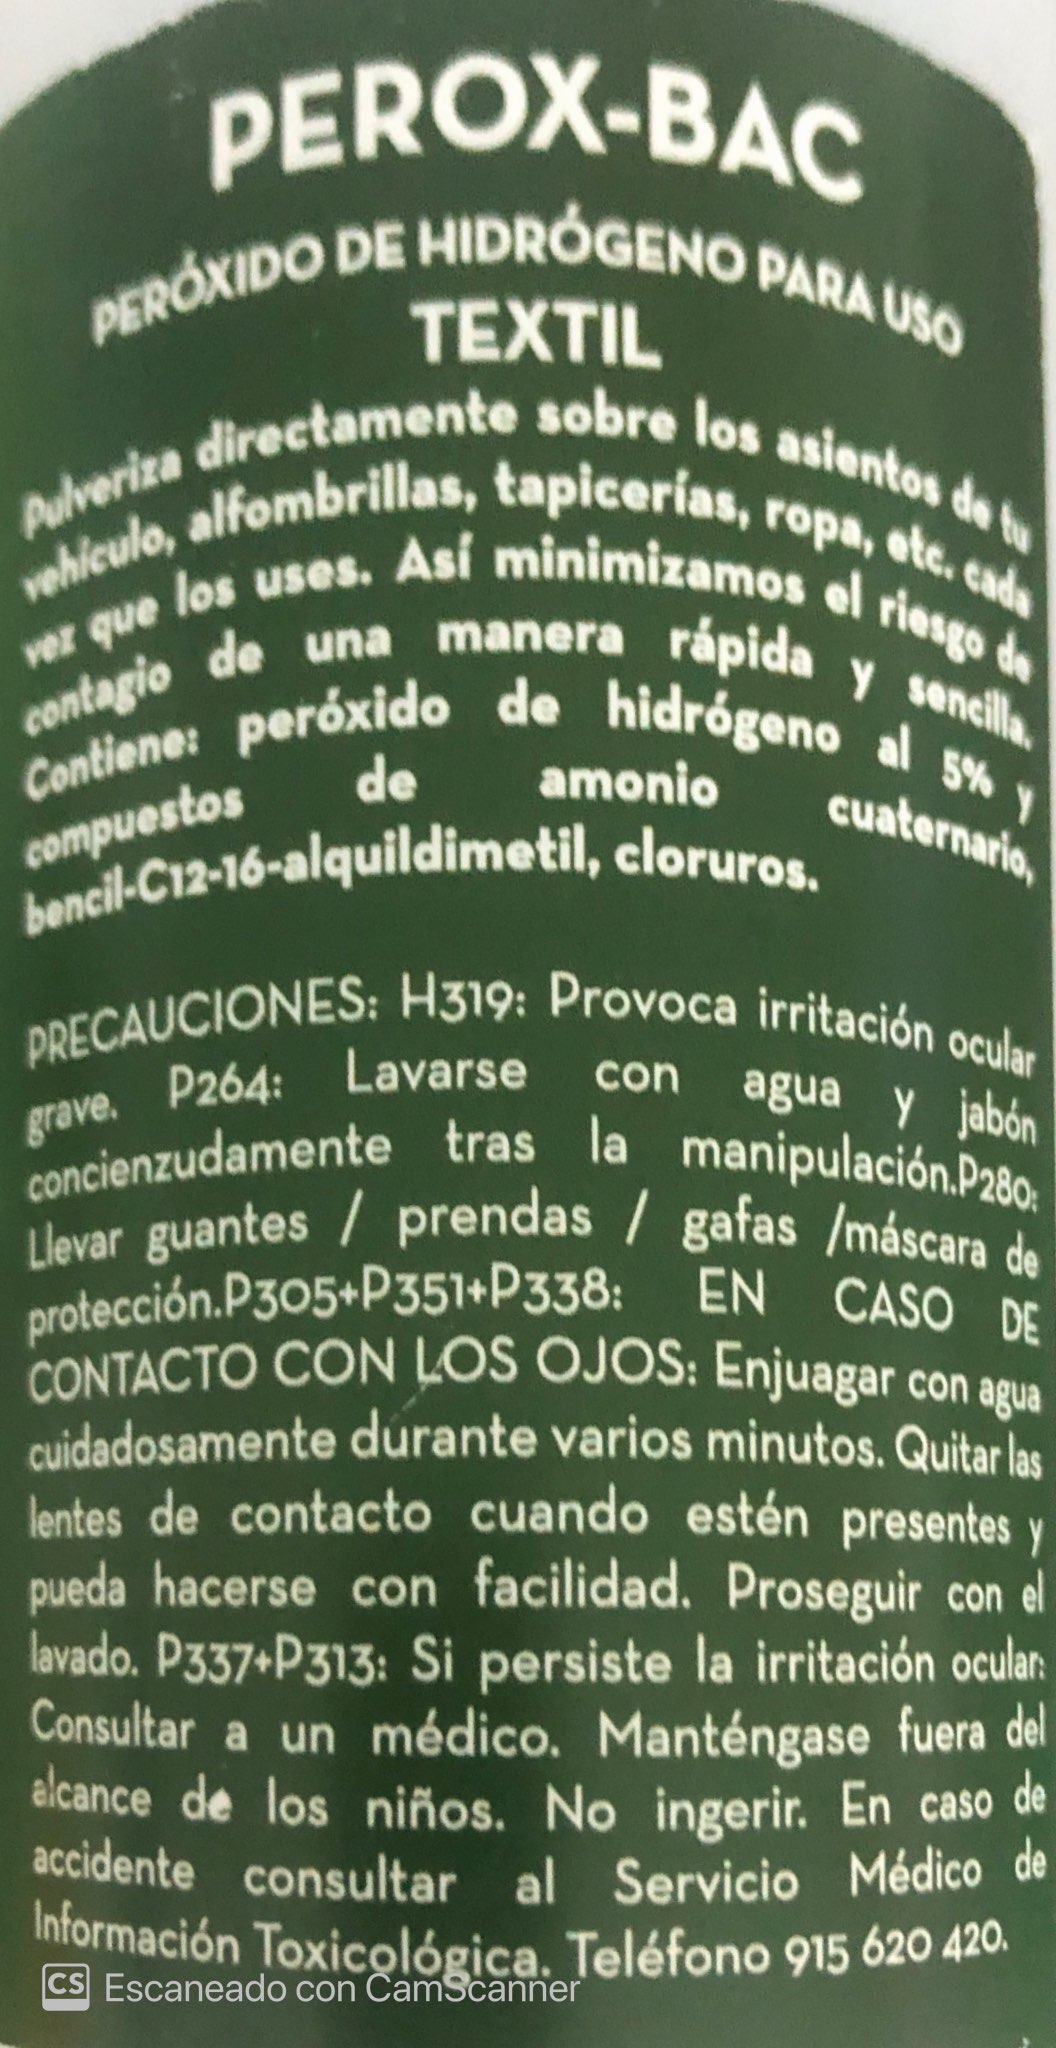 PEROX-BAC
PERÓXIDO DE HIDRÓGENO PARA USO
TEXTIL
Pulveriza directamente sobre los asientos de tu
vehículo, alfombrillas, tapicerías, ropa, etc. cada
vez que los uses. Así minimizamos el riesgo de
contagio de una manera rápida y sencilla.
Contiene: peróxido de hidrógeno al 5% y
compuestos de amonio cuaternario,
bencil-C12-16-alquildimetil, cloruros.
PRECAUCIONES: H319: Provoca irritación ocular
grave. P264: Lavarse con agua y jabón
concienzudamente tras la manipulación.P280:
Llevar guantes / prendas / gafas /máscara de
protección.P305+P351+P338: EN CASO DE
CONTACTO CON LOS OJOS: Enjuagar con agua
cuidadosamente durante varios minutos. Quitar las
lentes de contacto cuando estén presentes y
pueda hacerse con facilidad. Proseguir con el
lavado. P337+P313: Si persiste la irritación ocular:
Consultar a un médico. Manténgase fuera del
alcance de los niños. No ingerir. En caso de
accidente consultar al Servicio Médico de
Información Toxicológica. Teléfono 915 620 420.
CS Escaneado con CamScanner